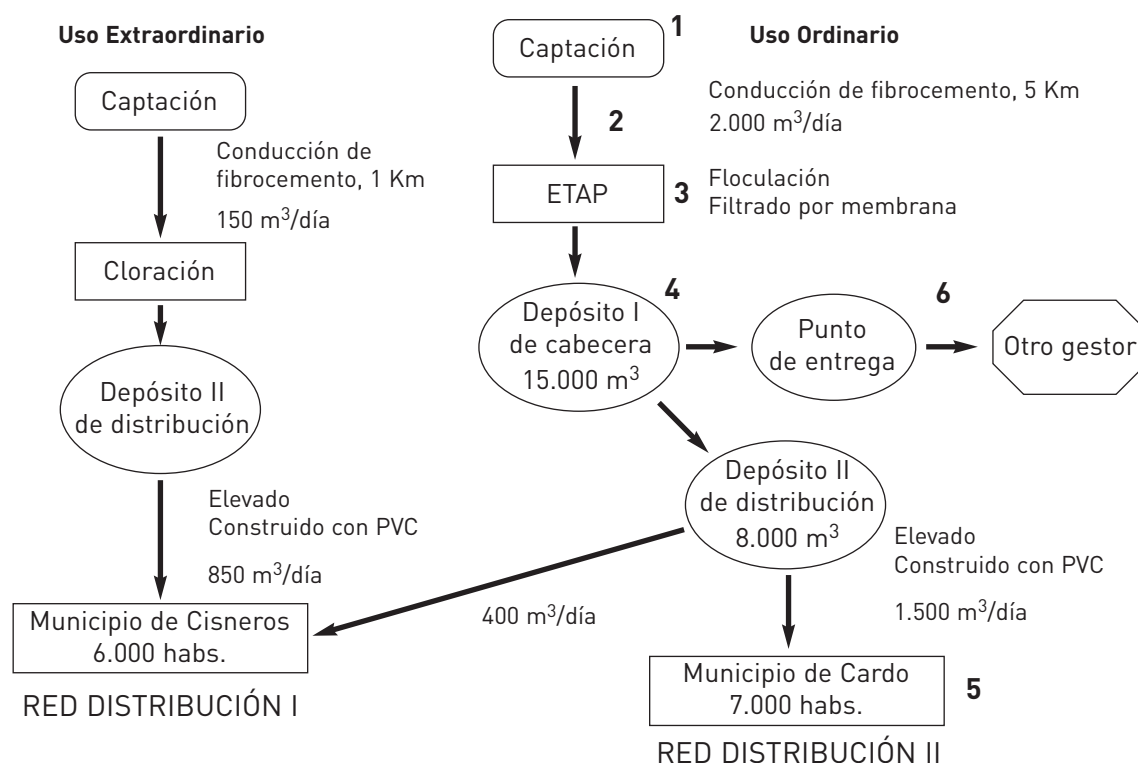 Uso Extraordinario
Captación
Conducción de
fibrocemento, 1 Km
150 m³/día
Cloración
Depósito II
de distribución
Elevado
Construido con PVC
850 m³/día
Municipio de Cisneros
6.000 habs.
RED DISTRIBUCIÓN I
1
Uso Ordinario
Captación
Conducción de fibrocemento, 5 Km
2.000 m³/día
2
ETAP
3
Floculación
Filtrado por membrana
Depósito I
de cabecera
15.000 m³
4
Punto
de entrega
6
Otro gestor
Depósito II
de distribución
8.000 m³
Elevado
Construido con PVC
1.500 m³/día
400 m³/día
Municipio de Cardo
7.000 habs.
5
RED DISTRIBUCIÓN II